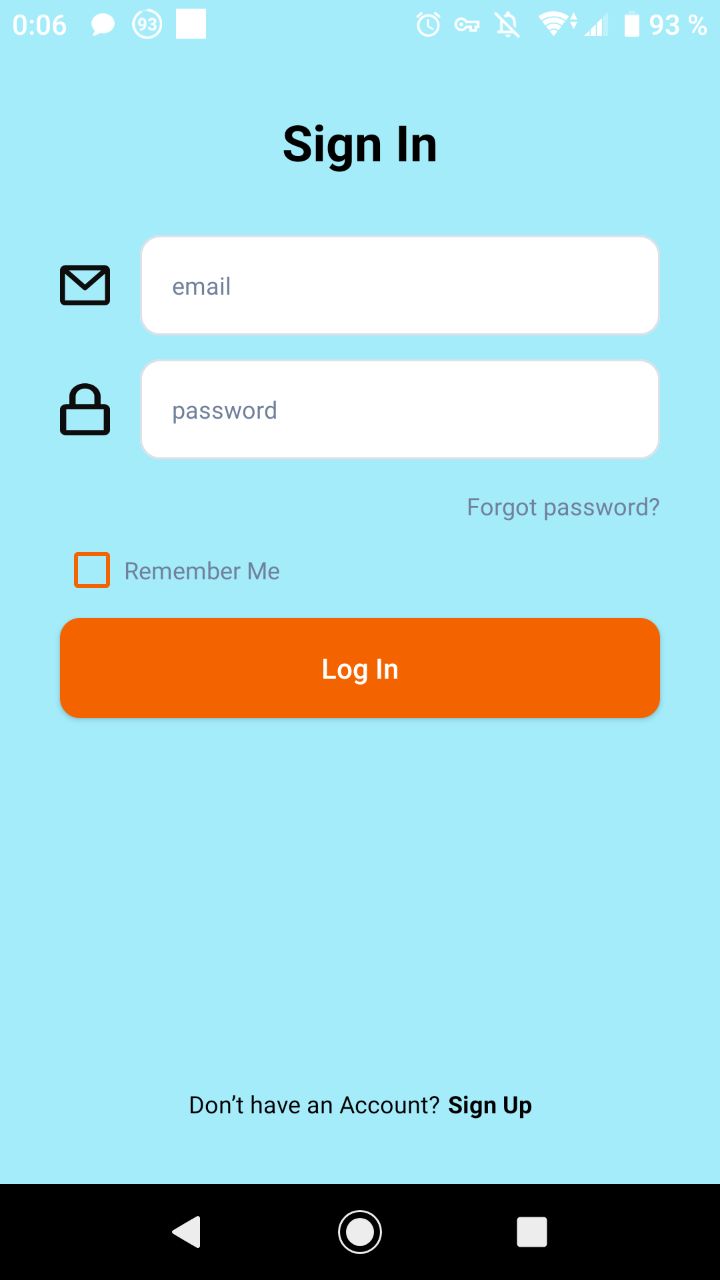 0:06 93 93 %
Sign In
email
password
Forgot password?
Remember Me
Log In
Don’t have an Account? Sign Up